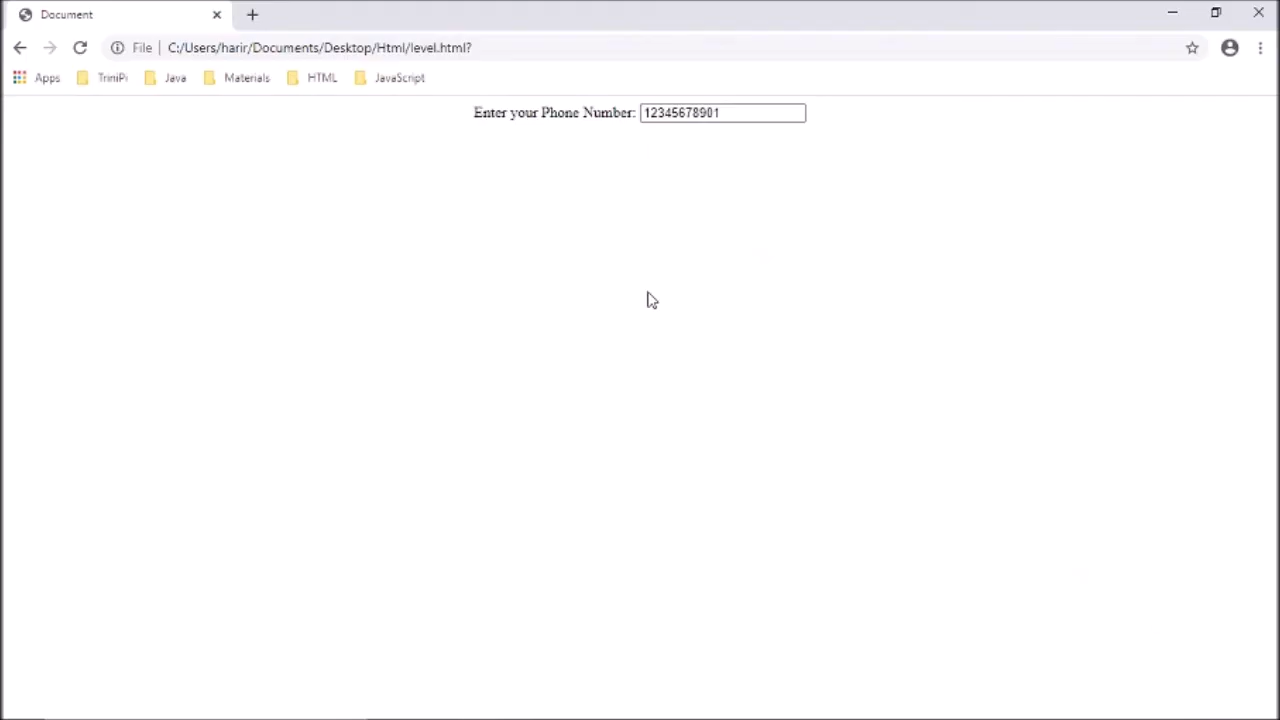 Document
File C:/Users/harir/Documents/Desktop/Html/level.html?
Apps TriniPi Java Materials HTML JavaScript
Enter your Phone Number: 12345678901